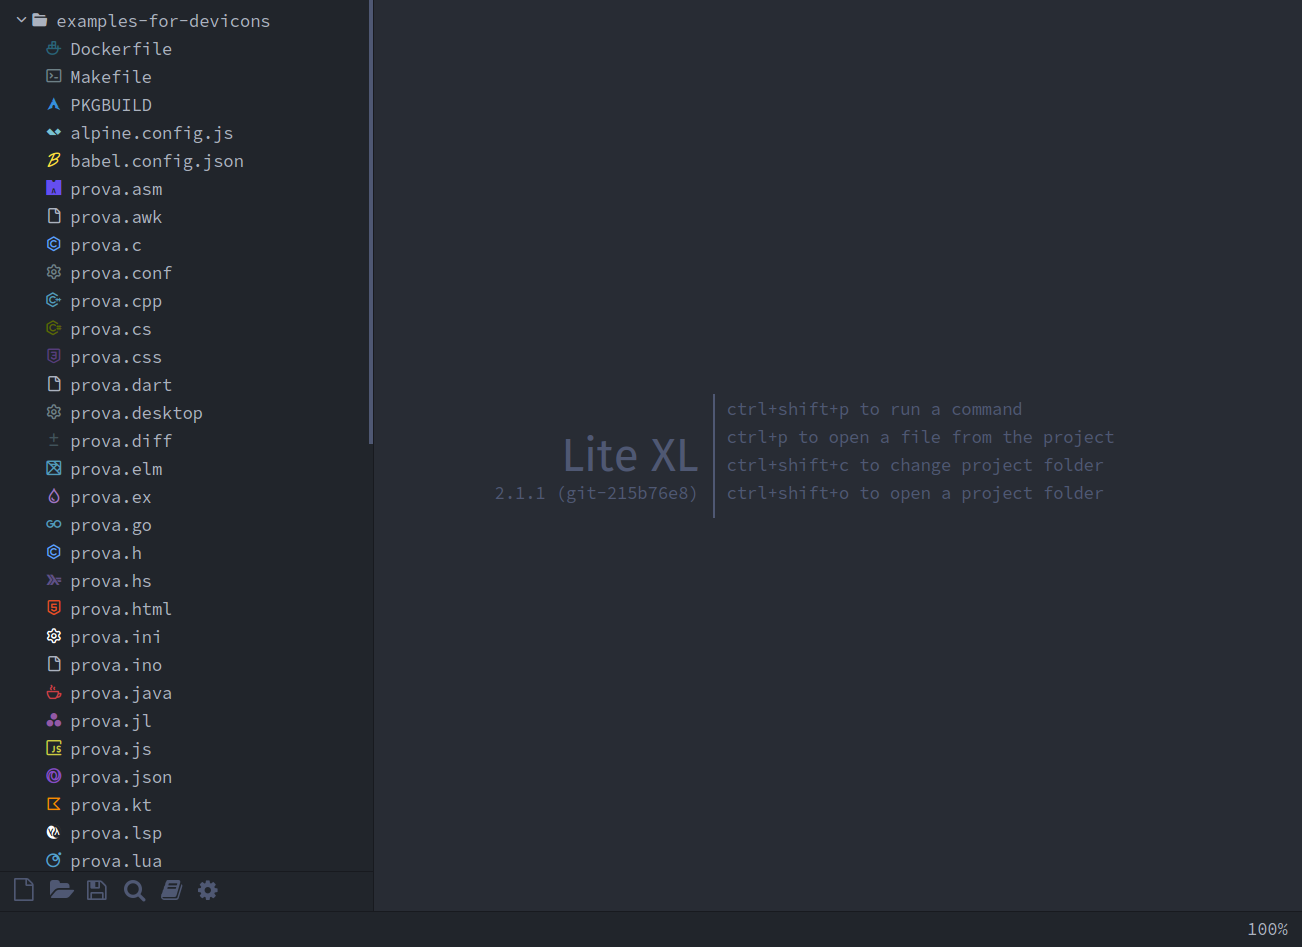 examples-for-devicons
Dockerfile
Makefile
PKGBUILD
alpine.config.js
babel.config.json
prova.asm
prova.awk
prova.c
prova.conf
prova.cpp
prova.cs
prova.css
prova.dart
prova.desktop
prova.diff
prova.elm
prova.ex
prova.go
prova.h
prova.hs
prova.html
prova.ini
prova.ino
prova.java
prova.jl
prova.js
prova.json
prova.kt
prova.lsp
prova.lua
Lite XL
2.1.1 (git-215b76e8)
ctrl+shift+p to run a command
ctrl+p to open a file from the project
ctrl+shift+c to change project folder
ctrl+shift+o to open a project folder
100%